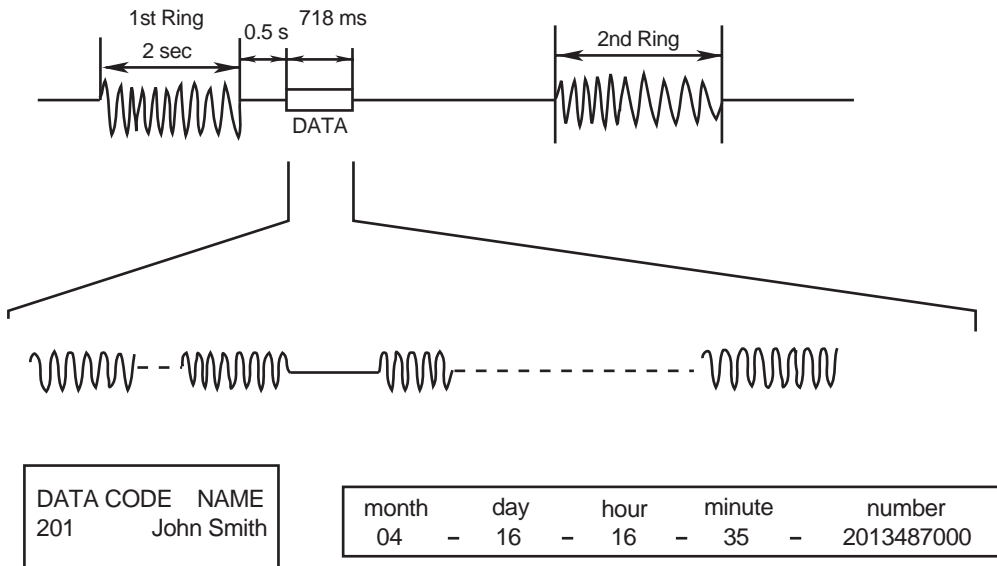 1st Ring
2 sec
0.5 s
718 ms
2nd Ring
DATA
DATA CODE NAME
201 John Smith
month day hour minute number
04 – 16 – 16 – 35 – 2013487000